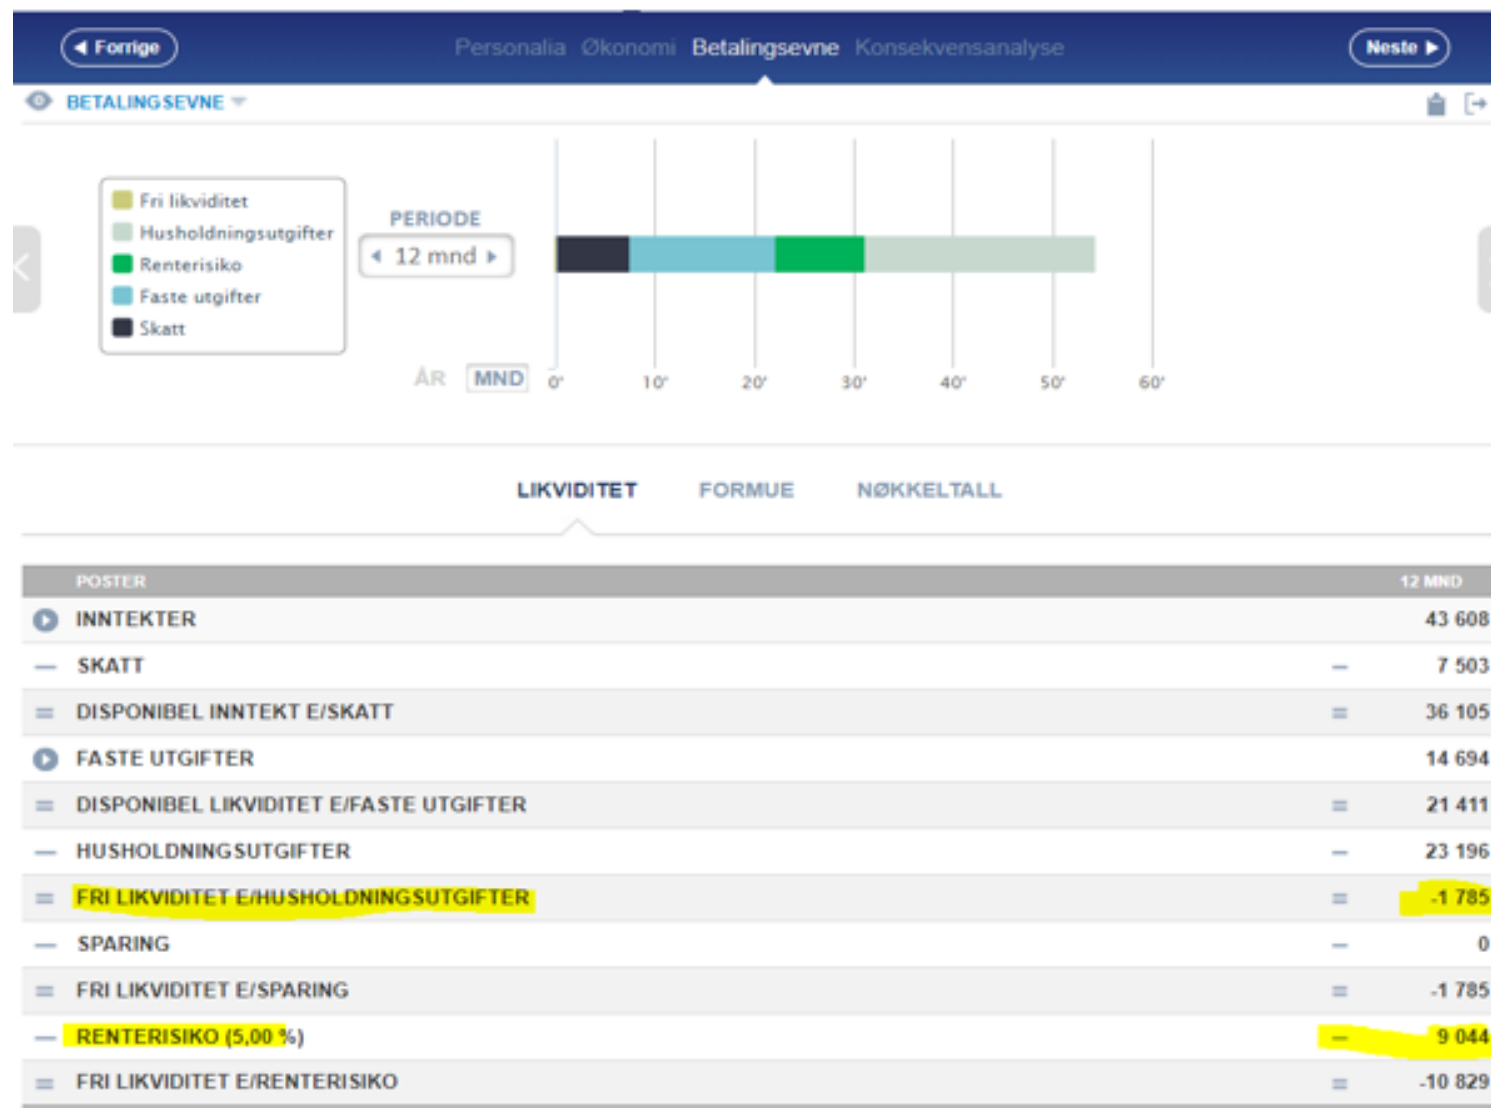 Forrige Personalia Økonomi Betalingsevne Konsekvensanalyse Neste
BETALINGSEVNE
Fri likviditet
Husholdningsutgifter
Renterisiko
Faste utgifter
Skatt
PERIODE
12 mnd
ÅR MND 0' 10' 20' 30' 40' 50' 60'
LIKVIDITET FORMUE NØKKELTALL
POSTER 12 MND
INNTEKTER 43 608
— SKATT — 7 503
= DISPONIBEL INNTEKT E/SKATT = 36 105
FASTE UTGIFTER 14 694
= DISPONIBEL LIKVIDITET E/FASTE UTGIFTER = 21 411
— HUSHOLDNINGSUTGIFTER — 23 196
= FRI LIKVIDITET E/HUSHOLDNINGSUTGIFTER = -1 785
— SPARING — 0
= FRI LIKVIDITET E/SPARING = -1 785
— RENTERISIKO (5,00 %) — 9 044
= FRI LIKVIDITET E/RENTERISIKO = -10 829